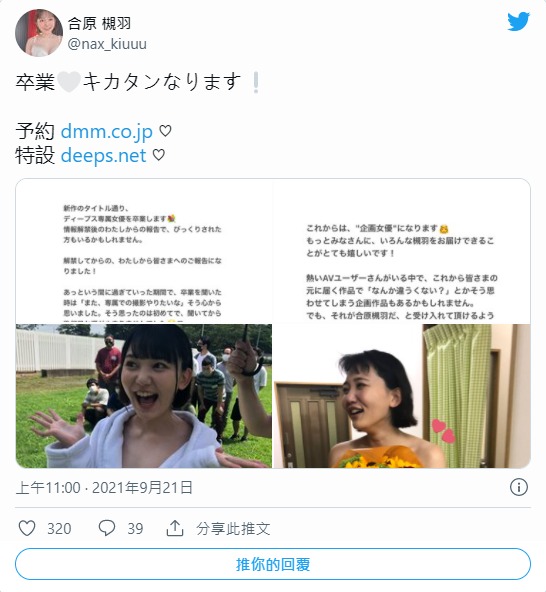 合原 槻羽
@nax_kiuuu
卒業🤍キカタンなります❕
予約 dmm.co.jp ♡
特設 deeps.net ♡
新作のタイトル通り、
ディープス専属女優を卒業します
情報解禁後のわたしからの報告で、びっくりされた
方もいるかもしれません。
解禁してからの、わたしから皆さまへのご報告にな
りました！
あっという間に過ぎていった期間で、卒業を聞いた
時は「また、専属での撮影やりたいな」そう心から
思いました。そう思ったのは初めてで、聞いてから
これからは、"企画女優"になります
もっとみなさんに、いろんな槻羽をお届けできるこ
とがとても嬉しいです！
熱いAVユーザーさんがいる中で、これから皆さまの
元に届く作品で「なんか違うくない？」とかそう思
わせてしまう企画作品もあるかもしれません。
でも、それが合原槻羽だ、と受け入れて頂けるよう
上午11:00 · 2021年9月21日
320
39
分享此推文
推你的回覆